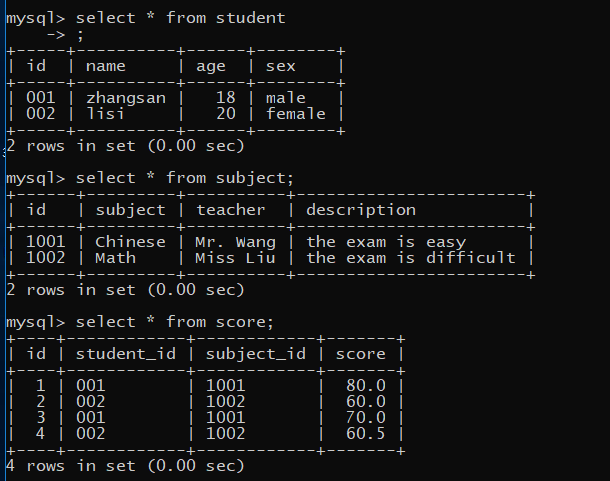 mysql> select * from student
    -> ;
+-----+----------+------+--------+
| id  | name     | age  | sex    |
+-----+----------+------+--------+
| 001 | zhangsan |   18 | male   |
| 002 | lisi     |   20 | female |
+-----+----------+------+--------+
2 rows in set (0.00 sec)
mysql> select * from subject;
+------+---------+----------+-----------------------+
| id   | subject | teacher  | description           |
+------+---------+----------+-----------------------+
| 1001 | Chinese | Mr. Wang | the exam is easy      |
| 1002 | Math    | Miss Liu | the exam is difficult |
+------+---------+----------+-----------------------+
2 rows in set (0.00 sec)
mysql> select * from score;
+----+------------+------------+-------+
| id | student_id | subject_id | score |
+----+------------+------------+-------+
|  1 | 001        | 1001       |  80.0 |
|  2 | 002        | 1002       |  60.0 |
|  3 | 001        | 1001       |  70.0 |
|  4 | 002        | 1002       |  60.5 |
+----+------------+------------+-------+
4 rows in set (0.00 sec)